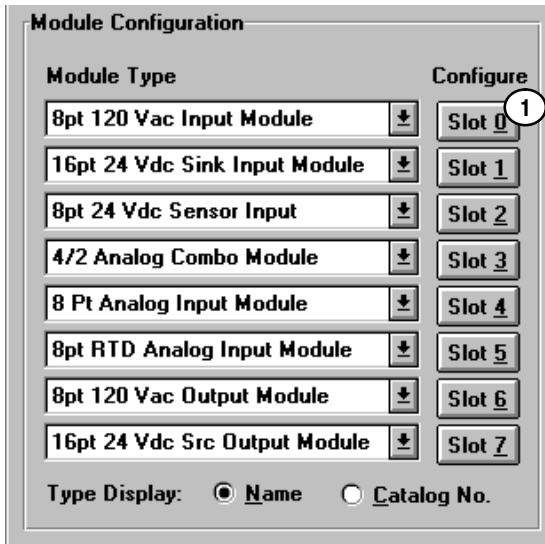 Module Configuration
Module Type Configure
8pt 120 Vac Input Module Slot 0 1
16pt 24 Vdc Sink Input Module Slot 1
8pt 24 Vdc Sensor Input Slot 2
4/2 Analog Combo Module Slot 3
8 Pt Analog Input Module Slot 4
8pt RTD Analog Input Module Slot 5
8pt 120 Vac Output Module Slot 6
16pt 24 Vdc Src Output Module Slot 7
Type Display: Name Catalog No.